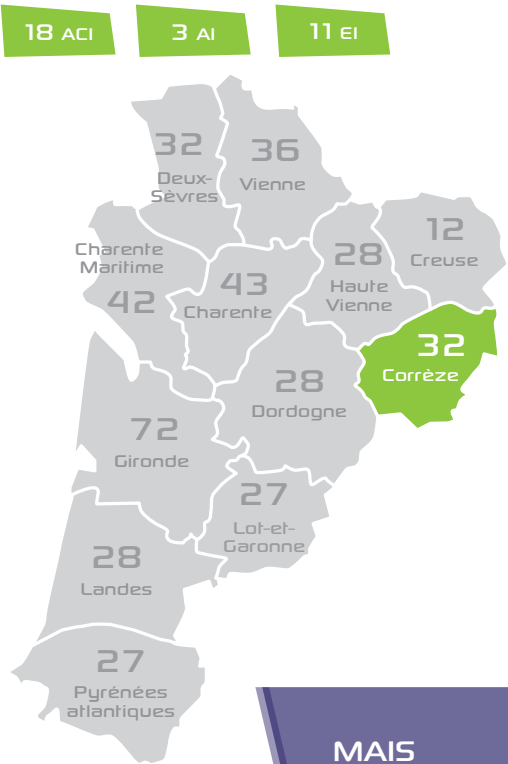 18 ACI 3 AI 11 EI
32
Deux-
Sèvres
36
Vienne
Charente
Maritime
42
43
Charente
28
Haute
Vienne
12
Creuse
32
Corrèze
28
Dordogne
72
Gironde
27
Lot-et-
Garonne
28
Landes
27
Pyrénées
atlantiques
MAIS